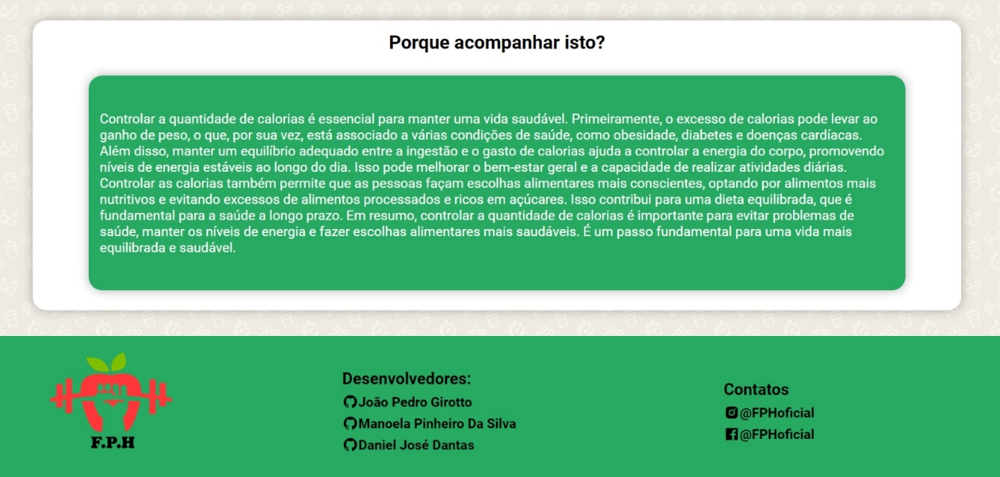 Porque acompanhar isto?
Controlar a quantidade de calorias é essencial para manter uma vida saudável. Primeiramente, o excesso de calorias pode levar ao
ganho de peso, o que, por sua vez, está associado a várias condições de saúde, como obesidade, diabetes e doenças cardíacas.
Além disso, manter um equilíbrio adequado entre a ingestão e o gasto de calorias ajuda a controlar a energia do corpo, promovendo
níveis de energia estáveis ao longo do dia. Isso pode melhorar o bem-estar geral e a capacidade de realizar atividades diárias.
Controlar as calorias também permite que as pessoas façam escolhas alimentares mais conscientes, optando por alimentos mais
nutritivos e evitando excessos de alimentos processados e ricos em açúcares. Isso contribui para uma dieta equilibrada, que é
fundamental para a saúde a longo prazo. Em resumo, controlar a quantidade de calorias é importante para evitar problemas de
saúde, manter os níveis de energia e fazer escolhas alimentares mais saudáveis. É um passo fundamental para uma vida mais
equilibrada e saudável.
F.P.H
Desenvolvedores:
João Pedro Girotto
Manoela Pinheiro Da Silva
Daniel José Dantas
Contatos
@FPHoficial
@FPHoficial